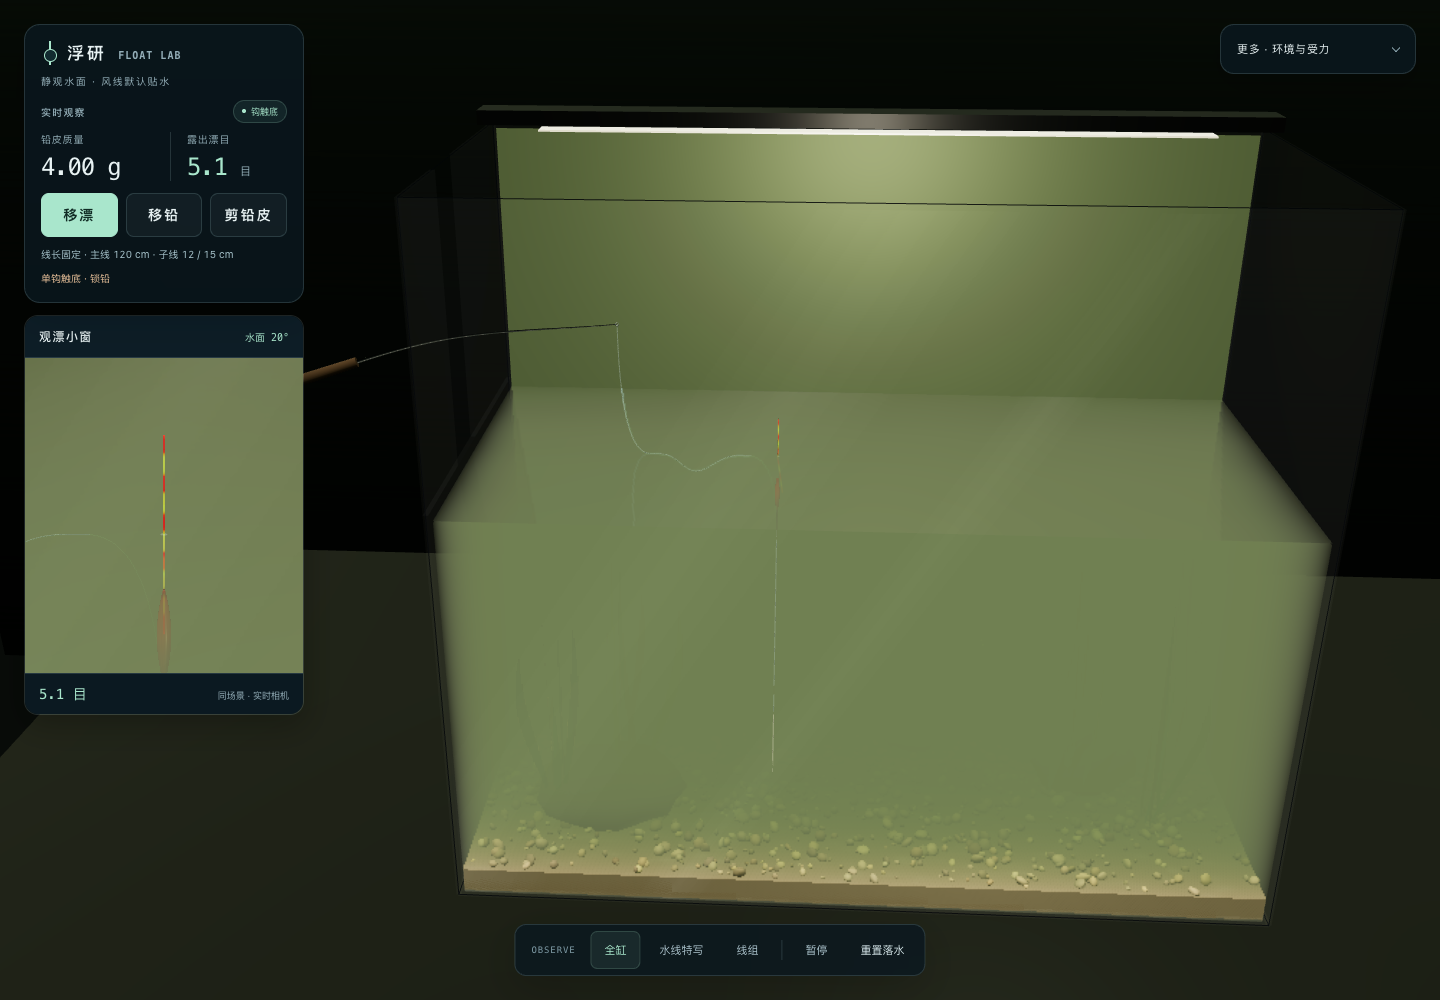 浮研 FLOAT LAB
静观水面 · 风线默认贴水
实时观察
钩触底
铅皮质量
露出漂目
4.00 g
5.1 目
移漂
移铅
剪铅皮
线长固定 · 主线 120 cm · 子线 12 / 15 cm
单钩触底 · 锁铅
观漂小窗
水面 20°
5.1 目
同场景 · 实时相机
更多 · 环境与受力
OBSERVE
全缸
水线特写
线组
暂停
重置落水